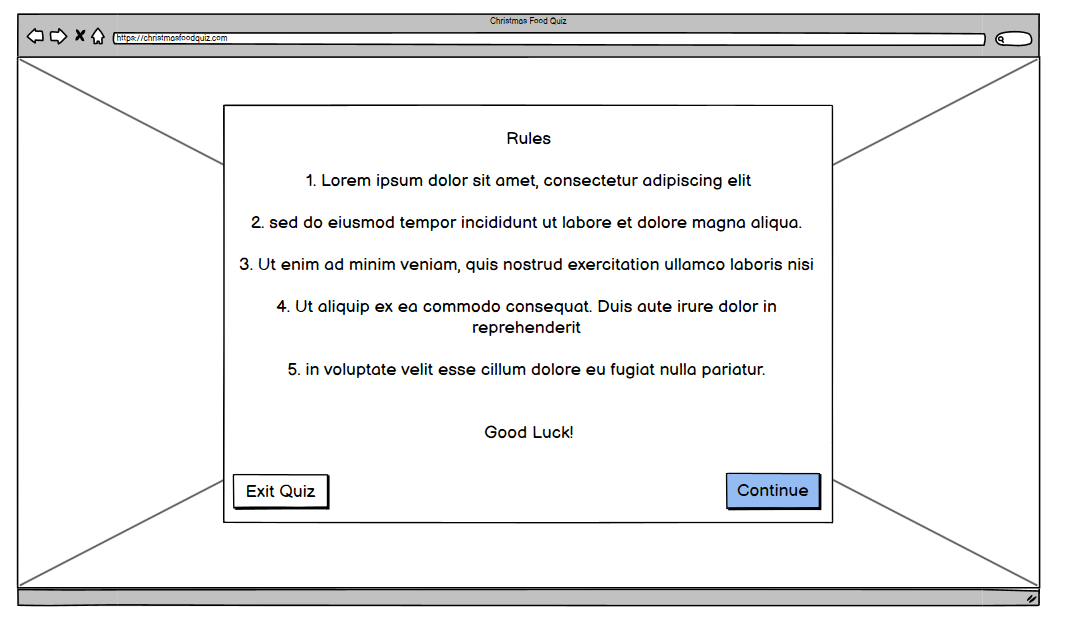 Christmas Food Quiz
https://christmasfoodquiz.com
Rules
1. Lorem ipsum dolor sit amet, consectetur adipiscing elit
2. sed do eiusmod tempor incididunt ut labore et dolore magna aliqua.
3. Ut enim ad minim veniam, quis nostrud exercitation ullamco laboris nisi
4. Ut aliquip ex ea commodo consequat. Duis aute irure dolor in
reprehenderit
5. in voluptate velit esse cillum dolore eu fugiat nulla pariatur.
Good Luck!
Exit Quiz
Continue